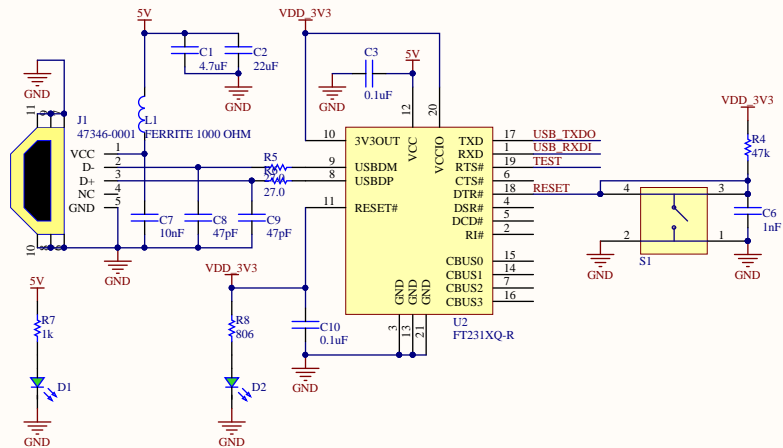 5V
VDD_3V3
C1
4.7uF
C2
22uF
GND
GND
C3
0.1uF
5V
GND
VDD_3V3
R4
47k
C6
1nF
GND
11
9
7
J1
47346-0001
L1
FERRITE 1000 OHM
VCC 1
D- 2
D+ 3
NC 4
GND 5
10
8
6
R5
R6
27.0
C7
10nF
C8
47pF
C9
47pF
GND
12
20
VCC
VCCIO
10 3V3OUT
9 USBDM
8 USBDP
11 RESET#
TXD 17 USB_TXDO
RXD 1 USB_RXDI
RTS# 19 TEST
CTS# 6
DTR# 18 RESET
DSR# 4
DCD# 5
RI# 2
CBUS0 15
CBUS1 14
CBUS2 7
CBUS3 16
GND
GND
GND
3
13
21
U2
FT231XQ-R
4
3
2
1
S1
GND
5V
R7
1k
D1
GND
VDD_3V3
R8
806
D2
GND
C10
0.1uF
GND